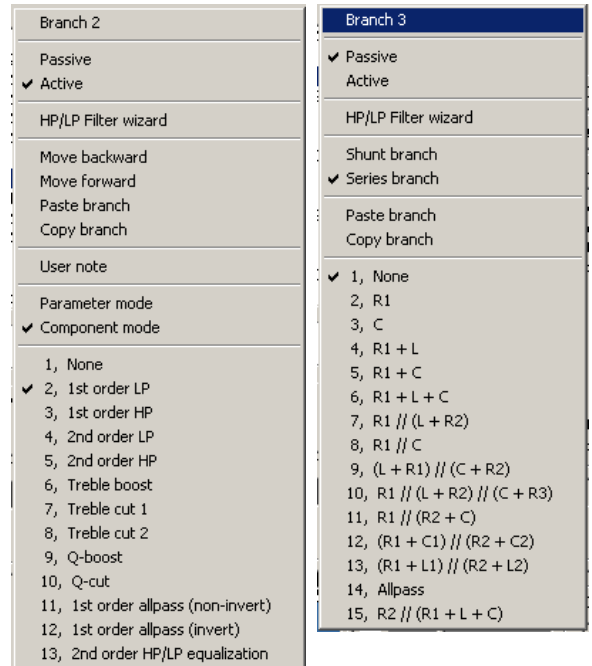 Branch 2
Passive
Active
HP/LP Filter wizard
Move backward
Move forward
Paste branch
Copy branch
User note
Parameter mode
Component mode
1, None
2, 1st order LP
3, 1st order HP
4, 2nd order LP
5, 2nd order HP
6, Treble boost
7, Treble cut 1
8, Treble cut 2
9, Q-boost
10, Q-cut
11, 1st order allpass (non-invert)
12, 1st order allpass (invert)
13, 2nd order HP/LP equalization
Branch 3
Passive
Active
HP/LP Filter wizard
Shunt branch
Series branch
Paste branch
Copy branch
1, None
2, R1
3, C
4, R1 + L
5, R1 + C
6, R1 + L + C
7, R1 // (L + R2)
8, R1 // C
9, (L + R1) // (C + R2)
10, R1 // (L + R2) // (C + R3)
11, R1 // (R2 + C)
12, (R1 + C1) // (R2 + C2)
13, (R1 + L1) // (R2 + L2)
14, Allpass
15, R2 // (R1 + L + C)